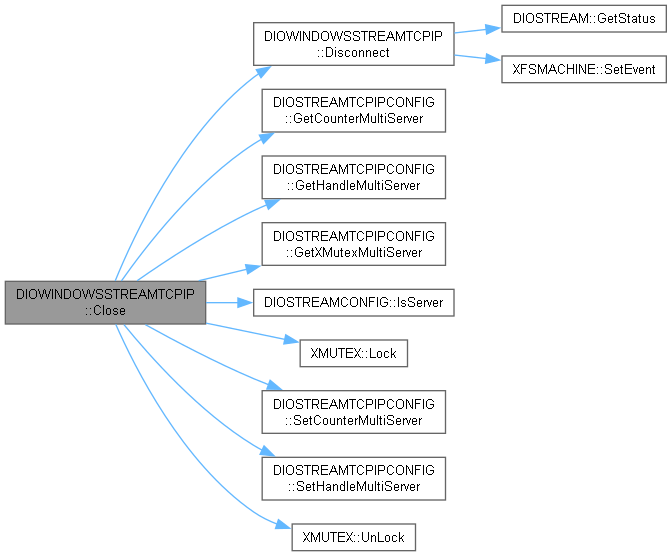 DIOWINDOWSSTREAMTCPIP
::Close
DIOWINDOWSSTREAMTCPIP
::Disconnect
DIOSTREAM::GetStatus
XFSMACHINE::SetEvent
DIOSTREAMTCPIPCONFIG
::GetCounterMultiServer
DIOSTREAMTCPIPCONFIG
::GetHandleMultiServer
DIOSTREAMTCPIPCONFIG
::GetXMutexMultiServer
DIOSTREAMCONFIG::IsServer
XMUTEX::Lock
DIOSTREAMTCPIPCONFIG
::SetCounterMultiServer
DIOSTREAMTCPIPCONFIG
::SetHandleMultiServer
XMUTEX::UnLock